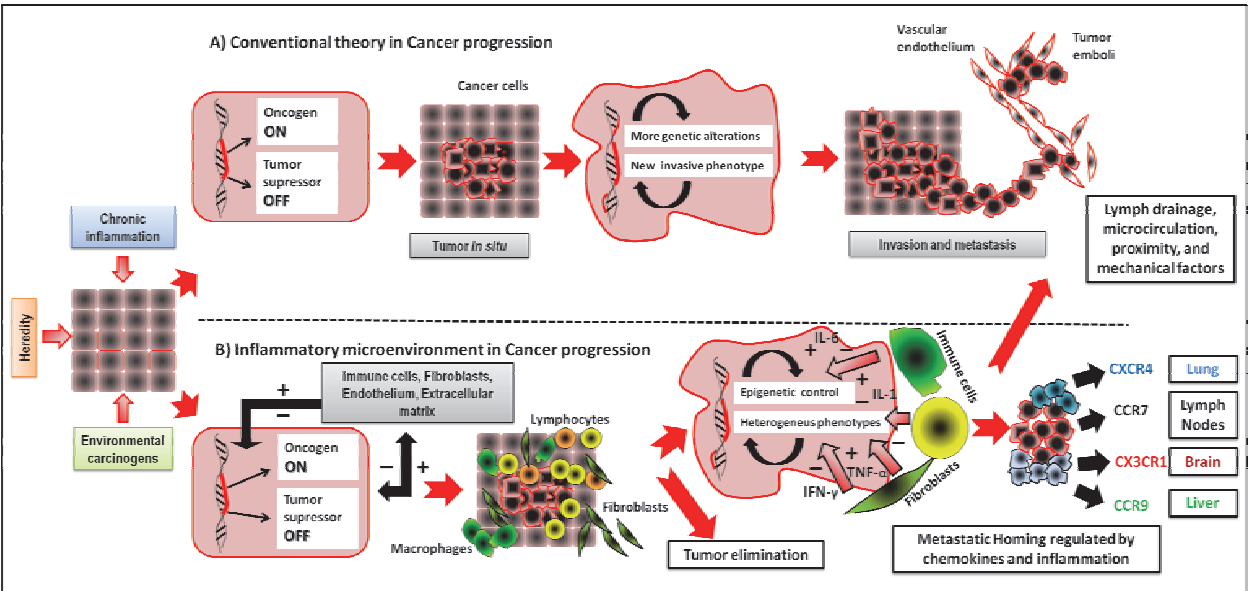 A) Conventional theory in Cancer progression
Vascular
endothelium
Tumor
emboli
Cancer cells
Oncogen
ON
Tumor
supressor
OFF
More genetic alterations
New invasive phenotype
Tumor in situ
Invasion and metastasis
Lymph drainage,
microcirculation,
proximity, and
mechanical factors
Chronic
inflammation
Heredity
Environmental
carcinogens
B) Inflammatory microenvironment in Cancer progression
Immune cells, Fibroblasts,
Endothelium, Extracellular
matrix
+
−
Oncogen
ON
Tumor
supressor
OFF
− +
Lymphocytes
Fibroblasts
Macrophages
Tumor elimination
IL-6
+ −
Epigenetic control
+
− IL-1
Heterogeneus phenotypes
− +
−
TNF-α
IFN-γ
Immune cells
Fibroblasts
CXCR4 Lung
CCR7 Lymph
Nodes
CX3CR1 Brain
CCR9 Liver
Metastatic Homing regulated by
chemokines and inflammation